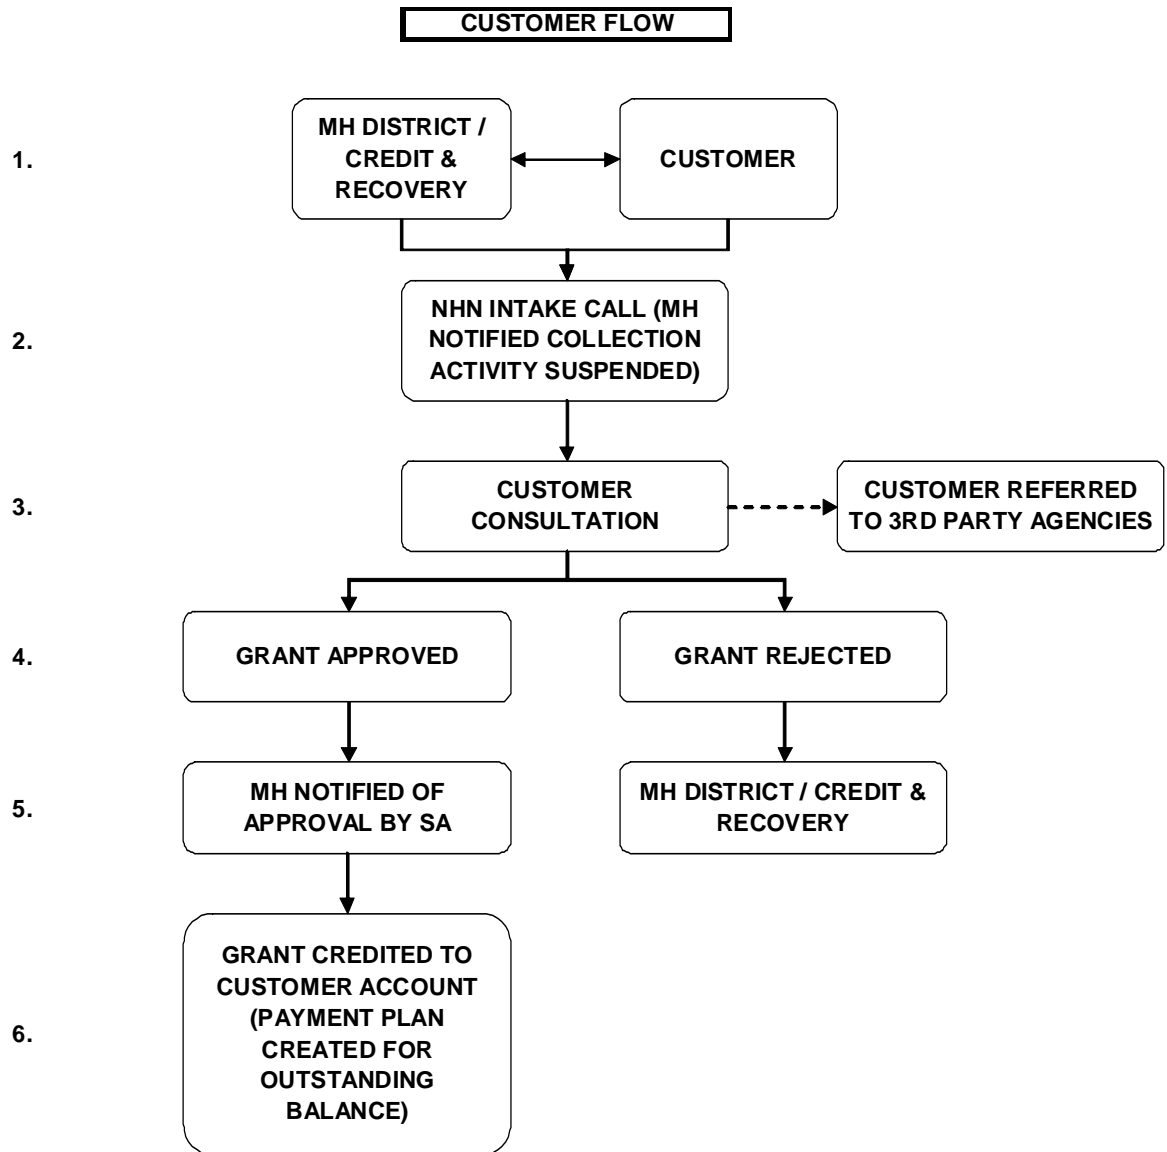 CUSTOMER FLOW
1.
MH DISTRICT /
CREDIT &
RECOVERY
CUSTOMER
2.
NHN INTAKE CALL (MH
NOTIFIED COLLECTION
ACTIVITY SUSPENDED)
3.
CUSTOMER
CONSULTATION
CUSTOMER REFERRED
TO 3RD PARTY AGENCIES
4.
GRANT APPROVED
GRANT REJECTED
5.
MH NOTIFIED OF
APPROVAL BY SA
MH DISTRICT / CREDIT &
RECOVERY
6.
GRANT CREDITED TO
CUSTOMER ACCOUNT
(PAYMENT PLAN
CREATED FOR
OUTSTANDING
BALANCE)